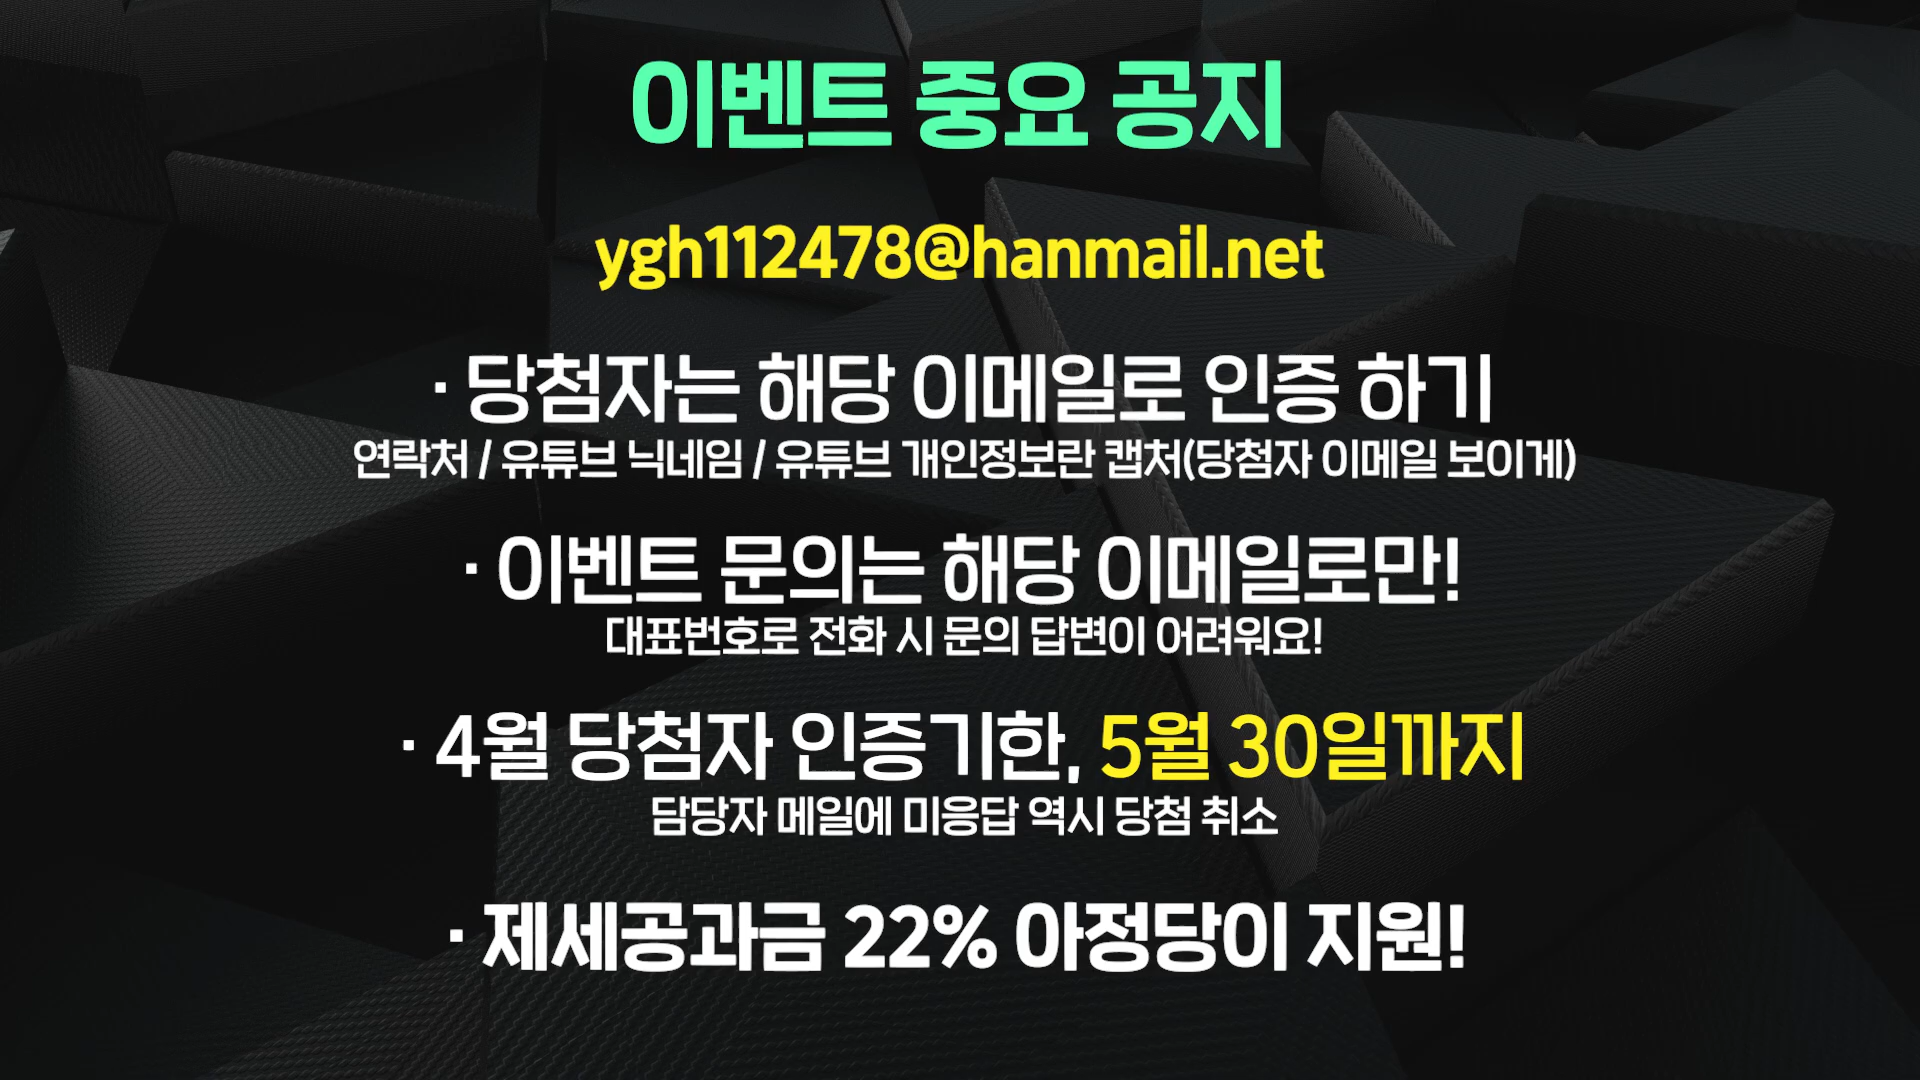 이벤트 중요 공지
ygh112478@hanmail.net
· 당첨자는 해당 이메일로 인증 하기
연락처 / 유튜브 닉네임 / 유튜브 개인정보란 캡처(당첨자 이메일 보이게)
· 이벤트 문의는 해당 이메일로만!
대표번호로 전화 시 문의 답변이 어려워요!
· 4월 당첨자 인증기한, 5월 30일까지
담당자 메일에 미응답 역시 당첨 취소
· 제세공과금 22% 아정당이 지원!